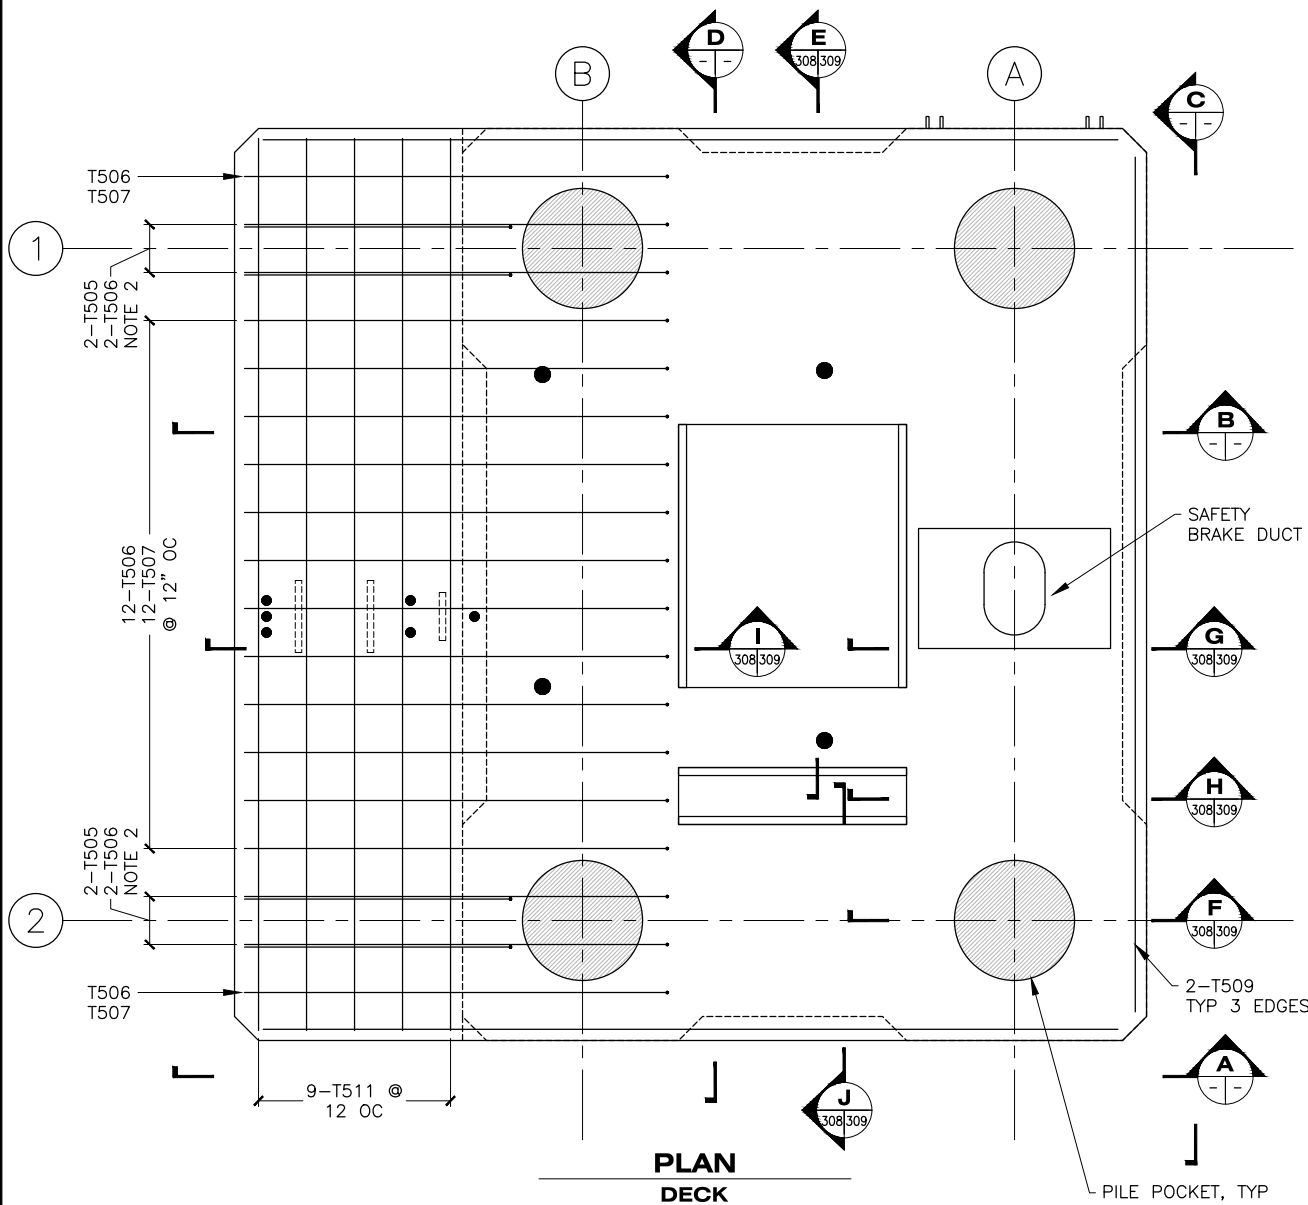 D
- -
E
308 309
B
A
C
- -
T506
T507
1
2-T505
2-T506
NOTE 2
B
- -
SAFETY
BRAKE DUCT
12-T506
12-T507
@ 12" OC
I
308 309
G
308 309
H
308 309
2-T505
2-T506
NOTE 2
2
F
308 309
T506
T507
2-T509
TYP 3 EDGES
A
- -
9-T511 @
12 OC
J
308 309
PLAN
DECK
PILE POCKET, TYP